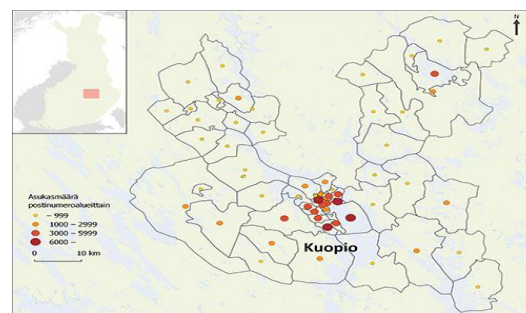 N
Asukasmäärä
postinumeroalueittain
– 999
1000 – 2999
3000 – 5999
6000 –
0 10 km
Kuopio